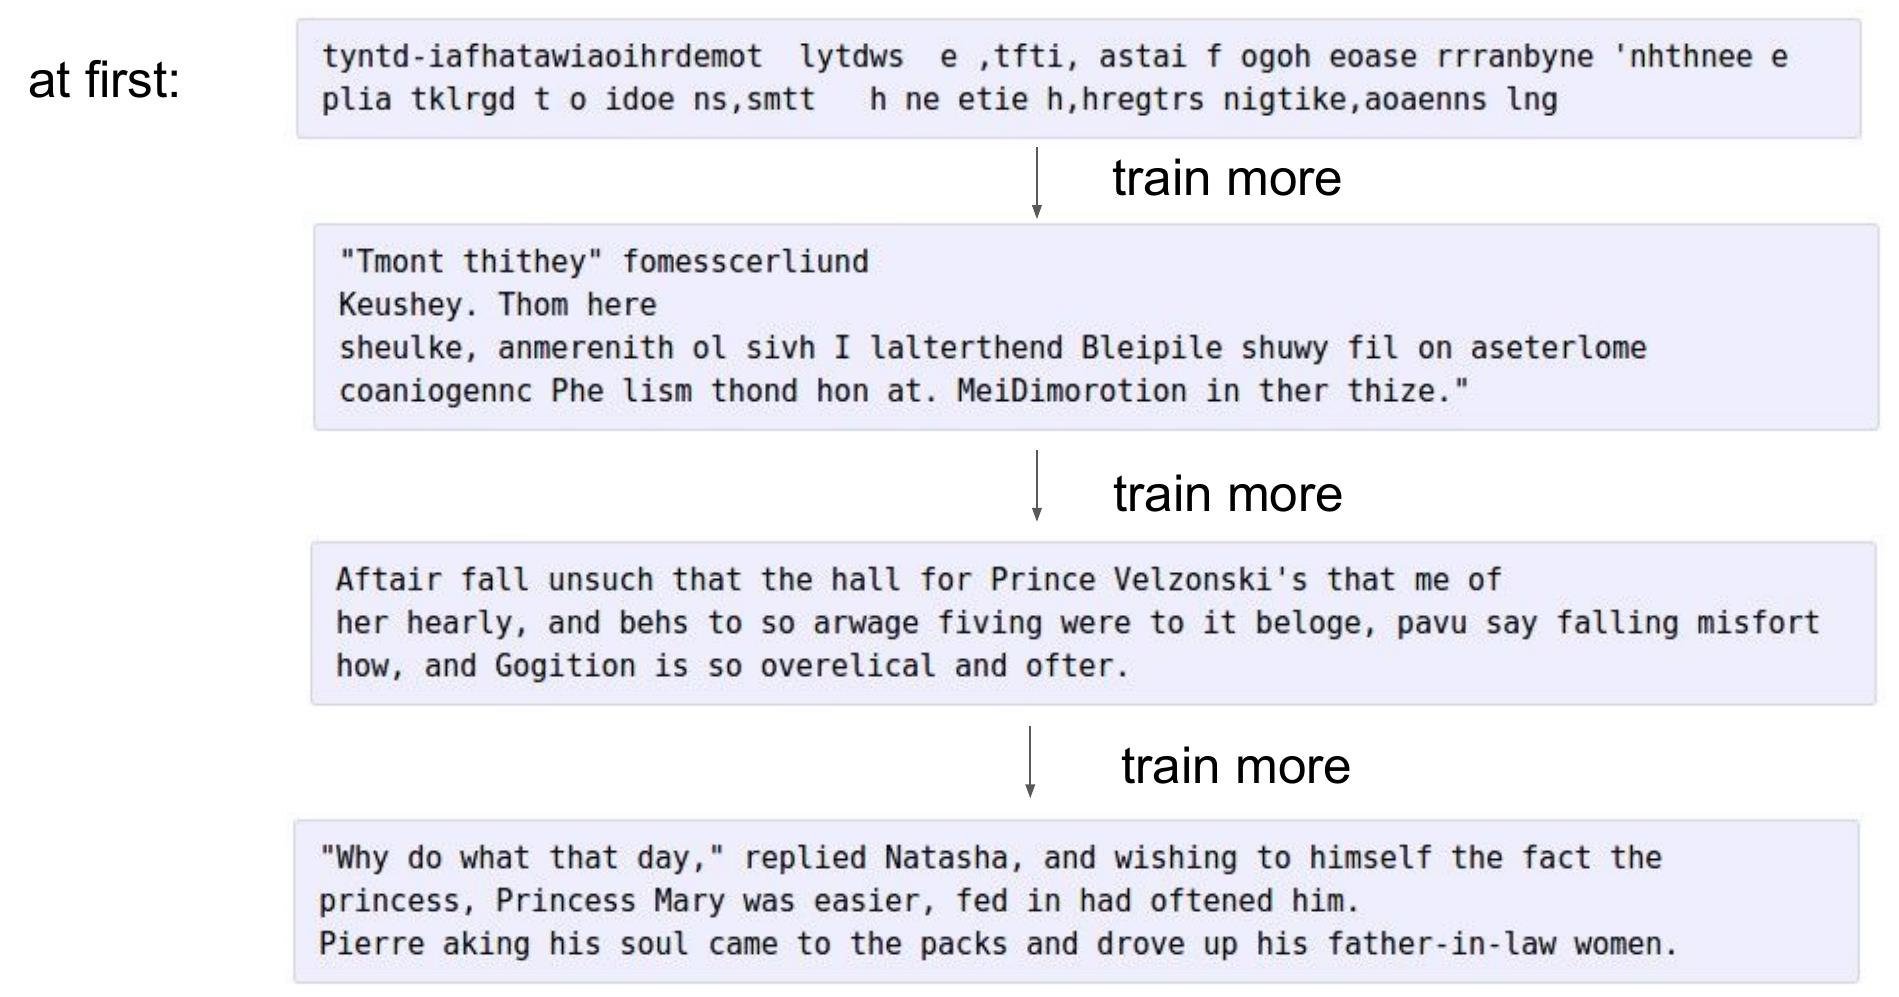 at first:
tyntd-iafhatawiaoihrdemot  lytdws  e ,tfti, astai f ogoh eoase rrranbyne 'nhthnee e
plia tklrgd t o idoe ns,smtt   h ne etie h,hregtrs nigtike,aoaenns lng
train more
"Tmont thithey" fomesscerliund
Keushey. Thom here
sheulke, anmerenith ol sivh I lalterthend Bleipile shuwy fil on aseterlome
coaniogennc Phe lism thond hon at. MeiDimorotion in ther thize."
train more
Aftair fall unsuch that the hall for Prince Velzonski's that me of
her hearly, and behs to so arwage fiving were to it beloge, pavu say falling misfort
how, and Gogition is so overelical and ofter.
train more
"Why do what that day," replied Natasha, and wishing to himself the fact the
princess, Princess Mary was easier, fed in had oftened him.
Pierre aking his soul came to the packs and drove up his father-in-law women.